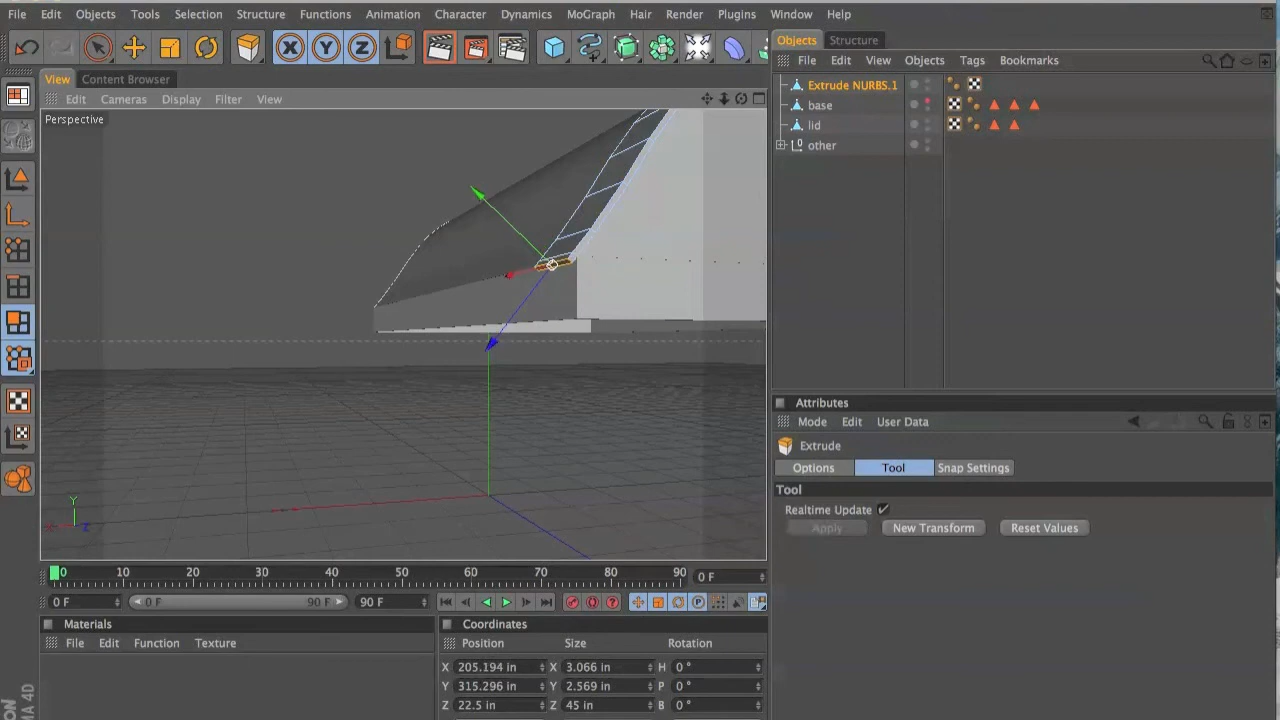 File Edit Objects Tools Selection Structure Functions Animation Character Dynamics MoGraph Hair Render Plugins Window Help
X Y Z
View Content Browser
Edit Cameras Display Filter View
Perspective
Y
X Z
0 10 20 30 40 50 60 70 80 90 0 F
0 F 0 F 90 F 90 F
Materials
File Edit Function Texture
Coordinates
Position Size Rotation
X 205.194 in X 3.066 in H 0 °
Y 315.296 in Y 2.569 in P 0 °
Z 22.5 in Z 45 in B 0 °
Objects Structure
File Edit View Objects Tags Bookmarks
Extrude NURBS.1
base
lid
other
Attributes
Mode Edit User Data
Extrude
Options Tool Snap Settings
Tool
Realtime Update
Apply New Transform Reset Values